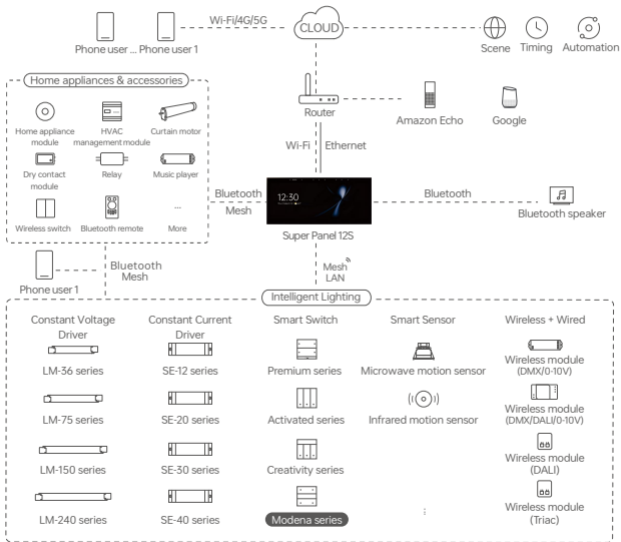 Wi-Fi/4G/5G
CLOUD
Phone user ... Phone user 1
Scene Timing Automation
Home appliances & accessories
Router
Amazon Echo Google
Home appliance module
HVAC management module
Curtain motor
Wi-Fi Ethernet
Dry contact module
Relay
Music player
Bluetooth Mesh
12:30
Bluetooth
Wireless switch
Bluetooth remote
...
More
Bluetooth speaker
Super Panel 12S
Phone user 1
Bluetooth Mesh
Mesh LAN
Intelligent Lighting
Constant Voltage Driver
Constant Current Driver
Smart Switch
Smart Sensor
Wireless + Wired
LM-36 series
SE-12 series
Premium series
Microwave motion sensor
Wireless module
(DMX/0-10V)
LM-75 series
SE-20 series
Activated series
Infrared motion sensor
Wireless module
(DMX/DALI/0-10V)
LM-150 series
SE-30 series
Creativity series
Wireless module
(DALI)
LM-240 series
SE-40 series
Modena series
Wireless module
(Triac)